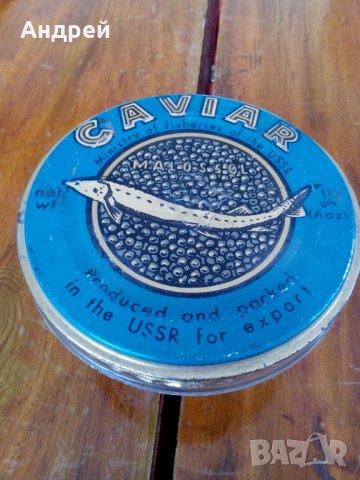 Андрей
CAVIAR
Ministry of fisheries of the USSR
MALOSSOL
net wt
113 gm (4oz)
Produced and packed
in the USSR for export
BAZAR